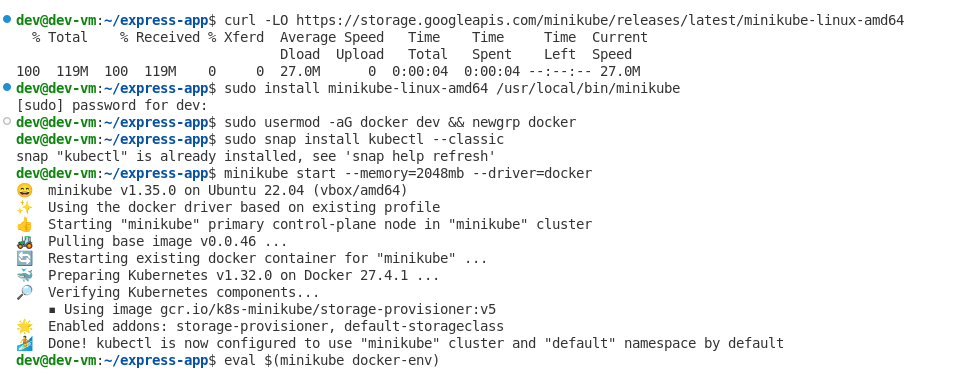 dev@dev-vm:~/express-app$ curl -LO https://storage.googleapis.com/minikube/releases/latest/minikube-linux-amd64
  % Total    % Received % Xferd  Average Speed   Time    Time     Time  Current
                                 Dload  Upload   Total   Spent    Left  Speed
100  119M  100  119M    0     0  27.0M      0  0:00:04  0:00:04 --:--:-- 27.0M
dev@dev-vm:~/express-app$ sudo install minikube-linux-amd64 /usr/local/bin/minikube
[sudo] password for dev:
dev@dev-vm:~/express-app$ sudo usermod -aG docker dev && newgrp docker
dev@dev-vm:~/express-app$ sudo snap install kubectl --classic
snap "kubectl" is already installed, see 'snap help refresh'
dev@dev-vm:~/express-app$ minikube start --memory=2048mb --driver=docker
😄  minikube v1.35.0 on Ubuntu 22.04 (vbox/amd64)
✨  Using the docker driver based on existing profile
👍  Starting "minikube" primary control-plane node in "minikube" cluster
🚜  Pulling base image v0.0.46 ...
🔄  Restarting existing docker container for "minikube" ...
🐳  Preparing Kubernetes v1.32.0 on Docker 27.4.1 ...
🔎  Verifying Kubernetes components...
    ▪ Using image gcr.io/k8s-minikube/storage-provisioner:v5
🌟  Enabled addons: storage-provisioner, default-storageclass
🏄  Done! kubectl is now configured to use "minikube" cluster and "default" namespace by default
dev@dev-vm:~/express-app$ eval $(minikube docker-env)